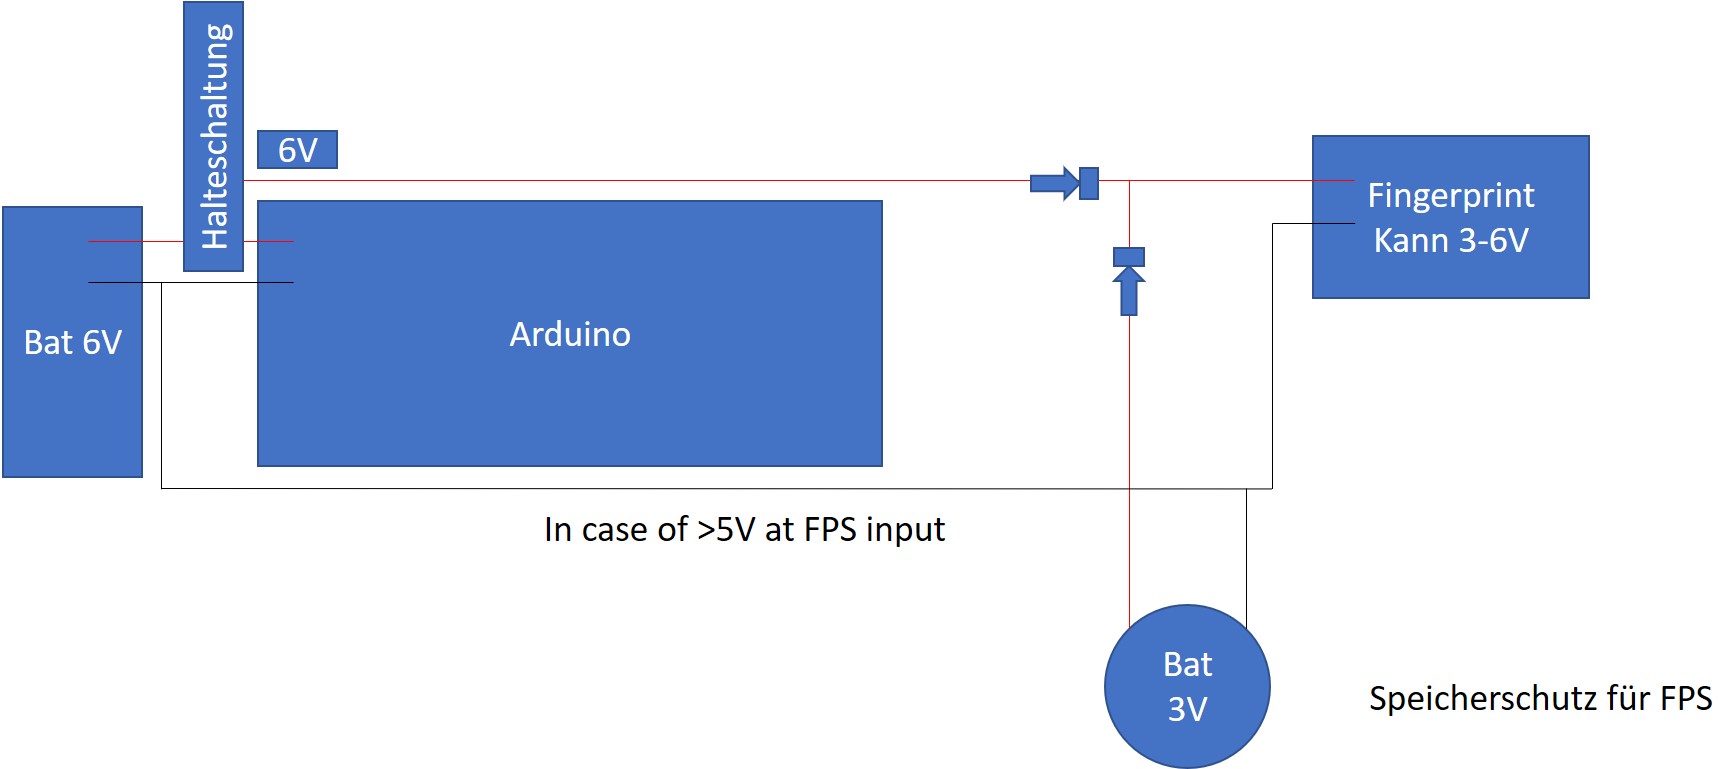 Halteschaltung
6V
Fingerprint
Kann 3-6V
Bat 6V
Arduino
In case of >5V at FPS input
Bat
3V
Speicherschutz für FPS